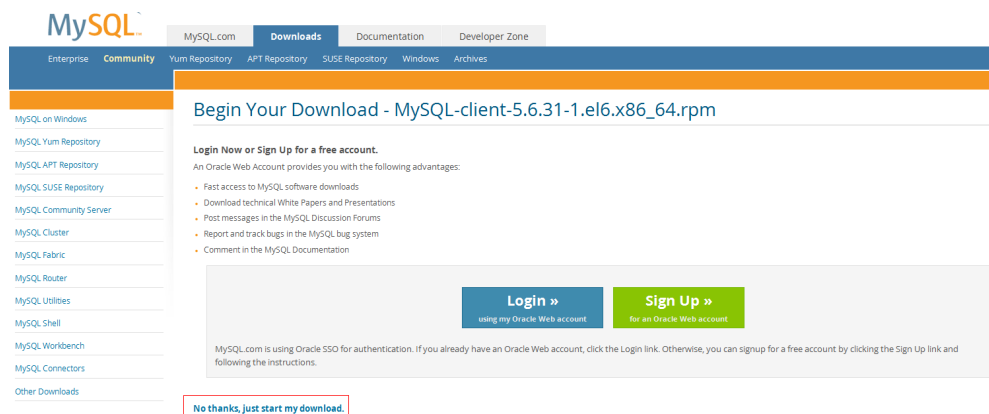 MySQL
MySQL.com Downloads Documentation Developer Zone
Enterprise Community Yum Repository APT Repository SUSE Repository Windows Archives
MySQL on Windows
MySQL Yum Repository
MySQL APT Repository
MySQL SUSE Repository
MySQL Community Server
MySQL Cluster
MySQL Fabric
MySQL Router
MySQL Utilities
MySQL Shell
MySQL Workbench
MySQL Connectors
Other Downloads
Begin Your Download - MySQL-client-5.6.31-1.el6.x86_64.rpm
Login Now or Sign Up for a free account.
An Oracle Web Account provides you with the following advantages:
Fast access to MySQL software downloads
Download technical White Papers and Presentations
Post messages in the MySQL Discussion Forums
Report and track bugs in the MySQL bug system
Comment in the MySQL Documentation
Login »
using my Oracle Web account
Sign Up »
for an Oracle Web account
MySQL.com is using Oracle SSO for authentication. If you already have an Oracle Web account, click the Login link. Otherwise, you can signup for a free account by clicking the Sign Up link and
following the instructions.
No thanks, just start my download.